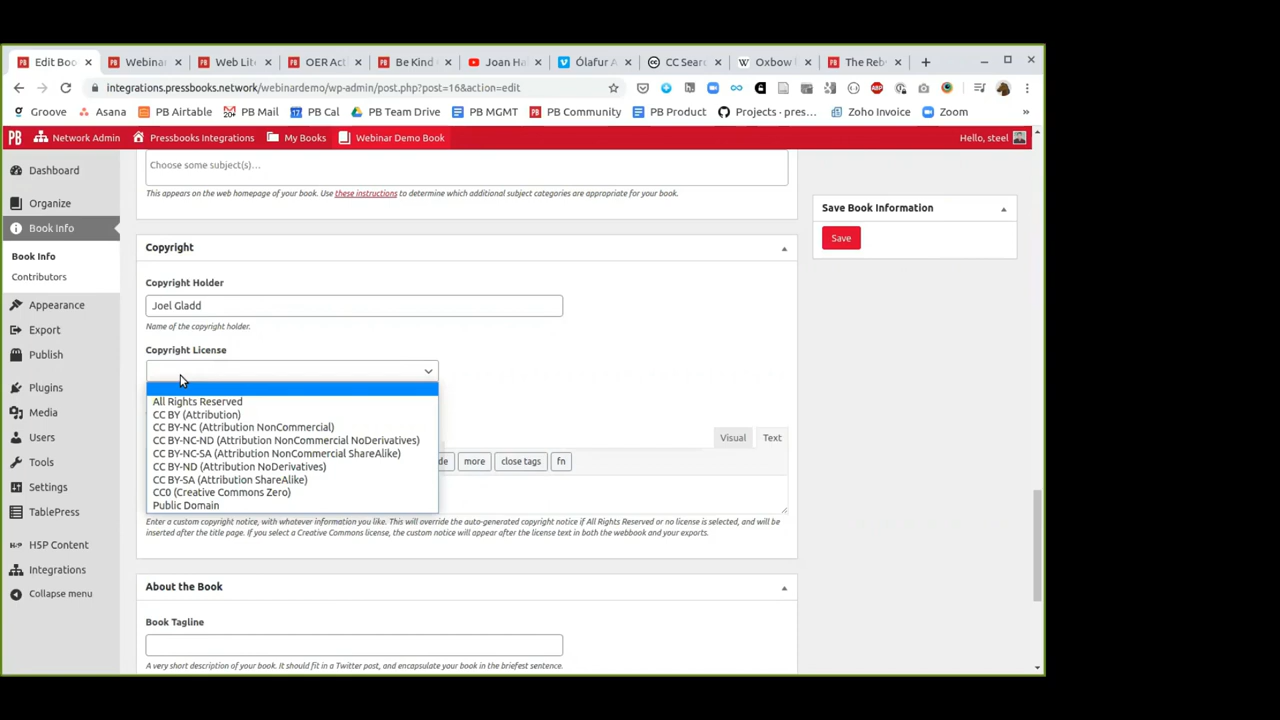 Edit Boo
Webinar
Web Lit
OER Act
Be Kind
Joan Ha
Ólafur A
CC Sear
Oxbow l
The Reb
integrations.pressbooks.network/webinardemo/wp-admin/post.php?post=16&action=edit
Groove
Asana
PB Airtable
PB Mail
PB Cal
PB Team Drive
PB MGMT
PB Community
PB Product
Projects - pres…
Zoho Invoice
Zoom
»
PB
Network Admin
Pressbooks Integrations
My Books
Webinar Demo Book
Hello, steel
Dashboard
Organize
Book Info
Book Info
Contributors
Appearance
Export
Publish
Plugins
Media
Users
Tools
Settings
TablePress
H5P Content
Integrations
Collapse menu
Choose some subject(s)…
This appears on the web homepage of your book. Use these instructions to determine which additional subject categories are appropriate for your book.
Copyright
Copyright Holder
Joel Gladd
Name of the copyright holder.
Copyright License
All Rights Reserved
CC BY (Attribution)
CC BY-NC (Attribution NonCommercial)
CC BY-NC-ND (Attribution NonCommercial NoDerivatives)
CC BY-NC-SA (Attribution NonCommercial ShareAlike)
CC BY-ND (Attribution NoDerivatives)
CC BY-SA (Attribution ShareAlike)
CC0 (Creative Commons Zero)
Public Domain
Visual
Text
de
more
close tags
fn
Enter a custom copyright notice, with whatever information you like. This will override the auto-generated copyright notice if All Rights Reserved or no license is selected, and will be
inserted after the title page. If you select a Creative Commons license, the custom notice will appear after the license text in both the webbook and your exports.
About the Book
Book Tagline
A very short description of your book. It should fit in a Twitter post, and encapsulate your book in the briefest sentence.
Save Book Information
Save